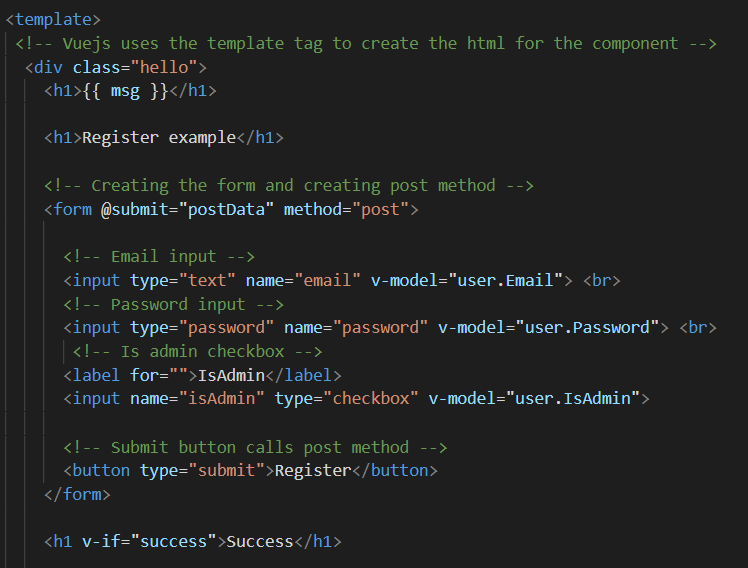 <template>
<!-- Vuejs uses the template tag to create the html for the component -->
<div class="hello">
<h1>{{ msg }}</h1>
<h1>Register example</h1>
<!-- Creating the form and creating post method -->
<form @submit="postData" method="post">
<!-- Email input -->
<input type="text" name="email" v-model="user.Email"> <br>
<!-- Password input -->
<input type="password" name="password" v-model="user.Password"> <br>
<!-- Is admin checkbox -->
<label for="">IsAdmin</label>
<input name="isAdmin" type="checkbox" v-model="user.IsAdmin">
<!-- Submit button calls post method -->
<button type="submit">Register</button>
</form>
<h1 v-if="success">Success</h1>